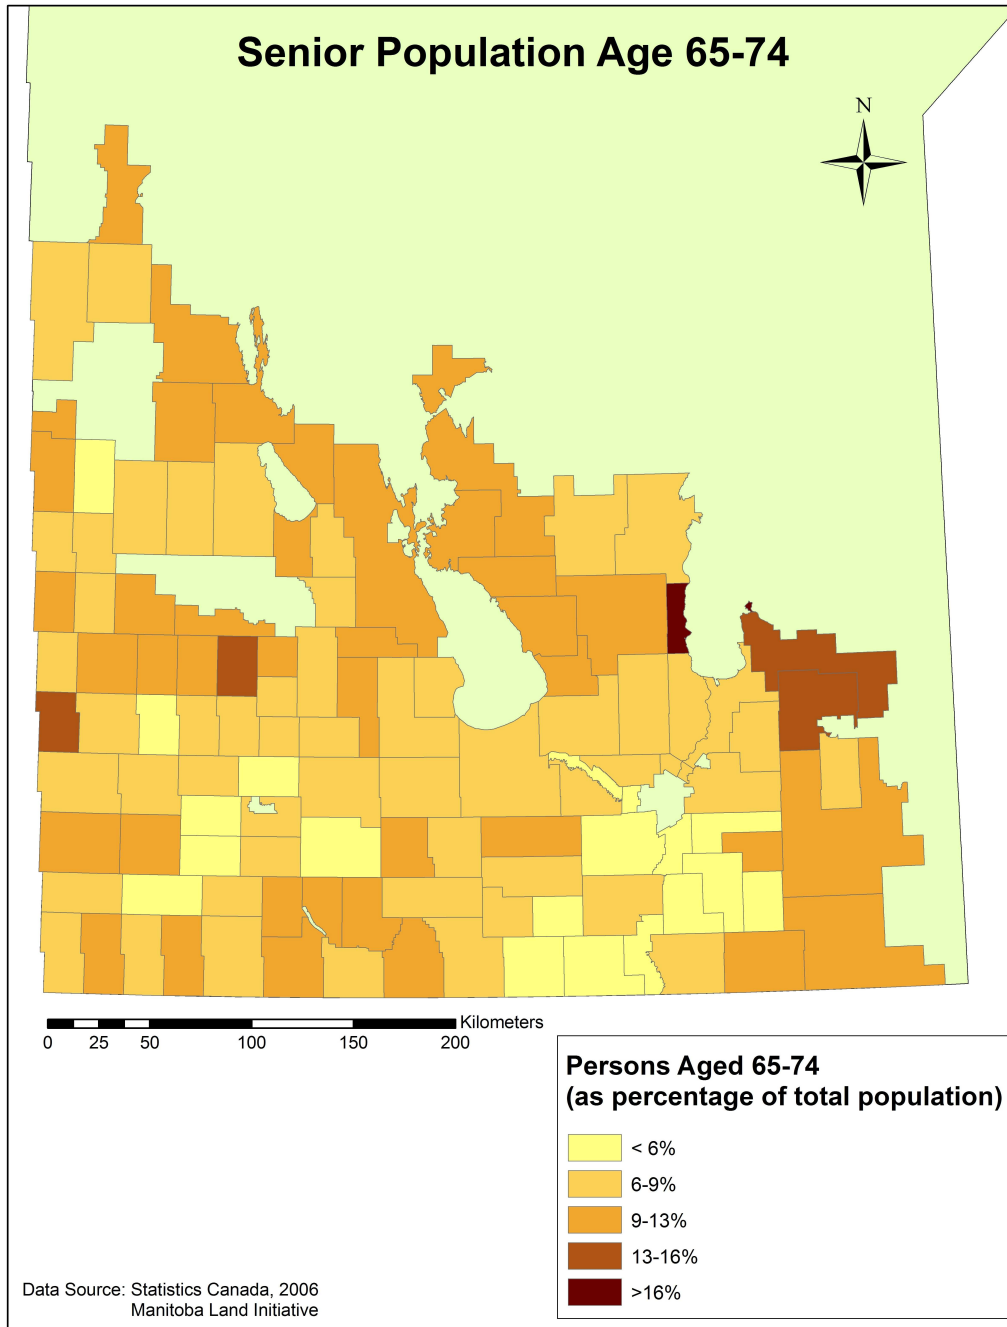 Senior Population Age 65-74
N
Kilometers
0 25 50 100 150 200
Persons Aged 65-74
(as percentage of total population)
< 6%
6-9%
9-13%
13-16%
>16%
Data Source: Statistics Canada, 2006
Manitoba Land Initiative